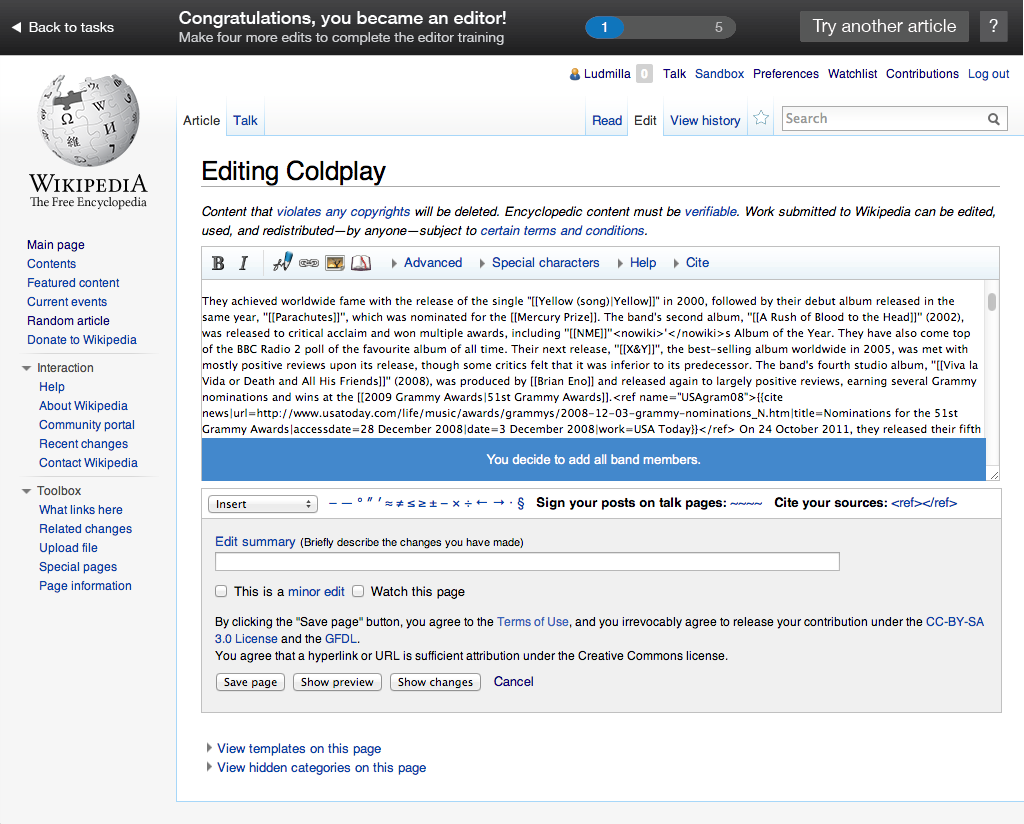 Back to tasks
Congratulations, you became an editor!
Make four more edits to complete the editor training
1 5
Try another article ?
Ludmilla 0 Talk Sandbox Preferences Watchlist Contributions Log out
Article Talk Read Edit View history Search
WIKIPEDIA
The Free Encyclopedia
Main page
Contents
Featured content
Current events
Random article
Donate to Wikipedia
Interaction
Help
About Wikipedia
Community portal
Recent changes
Contact Wikipedia
Toolbox
What links here
Related changes
Upload file
Special pages
Page information
Editing Coldplay
Content that violates any copyrights will be deleted. Encyclopedic content must be verifiable. Work submitted to Wikipedia can be edited,
used, and redistributed—by anyone—subject to certain terms and conditions.
B I Advanced Special characters Help Cite
They achieved worldwide fame with the release of the single "[[Yellow (song)|Yellow]]" in 2000, followed by their debut album released in the
same year, ''[[Parachutes]]'', which was nominated for the [[Mercury Prize]]. The band's second album, ''[[A Rush of Blood to the Head]]'' (2002),
was released to critical acclaim and won multiple awards, including ''[[NME]]''<nowiki>'</nowiki>s Album of the Year. They have also come top
of the BBC Radio 2 poll of the favourite album of all time. Their next release, ''[[X&Y]]'', the best-selling album worldwide in 2005, was met with
mostly positive reviews upon its release, though some critics felt that it was inferior to its predecessor. The band's fourth studio album, ''[[Viva la
Vida or Death and All His Friends]]'' (2008), was produced by [[Brian Eno]] and released again to largely positive reviews, earning several Grammy
nominations and wins at the [[2009 Grammy Awards|51st Grammy Awards]].<ref name="USAgram08">{{cite
news|url=http://www.usatoday.com/life/music/awards/grammys/2008-12-03-grammy-nominations_N.htm|title=Nominations for the 51st
Grammy Awards|accessdate=28 December 2008|date=3 December 2008|work=USA Today}}</ref> On 24 October 2011, they released their fifth
You decide to add all band members.
Insert – — ° ″ ′ ≈ ≠ ≤ ≥ ± − × ÷ ← → · § Sign your posts on talk pages: ~~~~ Cite your sources: <ref></ref>
Edit summary (Briefly describe the changes you have made)
This is a minor edit Watch this page
By clicking the "Save page" button, you agree to the Terms of Use, and you irrevocably agree to release your contribution under the CC-BY-SA
3.0 License and the GFDL.
You agree that a hyperlink or URL is sufficient attribution under the Creative Commons license.
Save page Show preview Show changes Cancel
View templates on this page
View hidden categories on this page